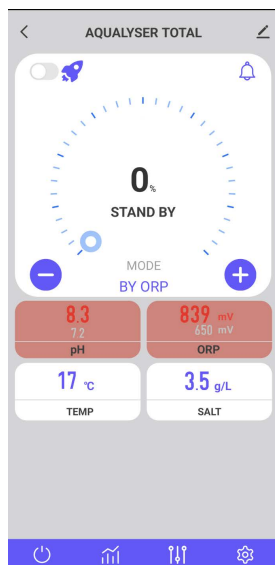 AQUALYSER TOTAL
0%
STAND BY
MODE
BY ORP
8.3
7.2
pH
839 mV
650 mV
ORP
17 °C
TEMP
3.5 g/L
SALT